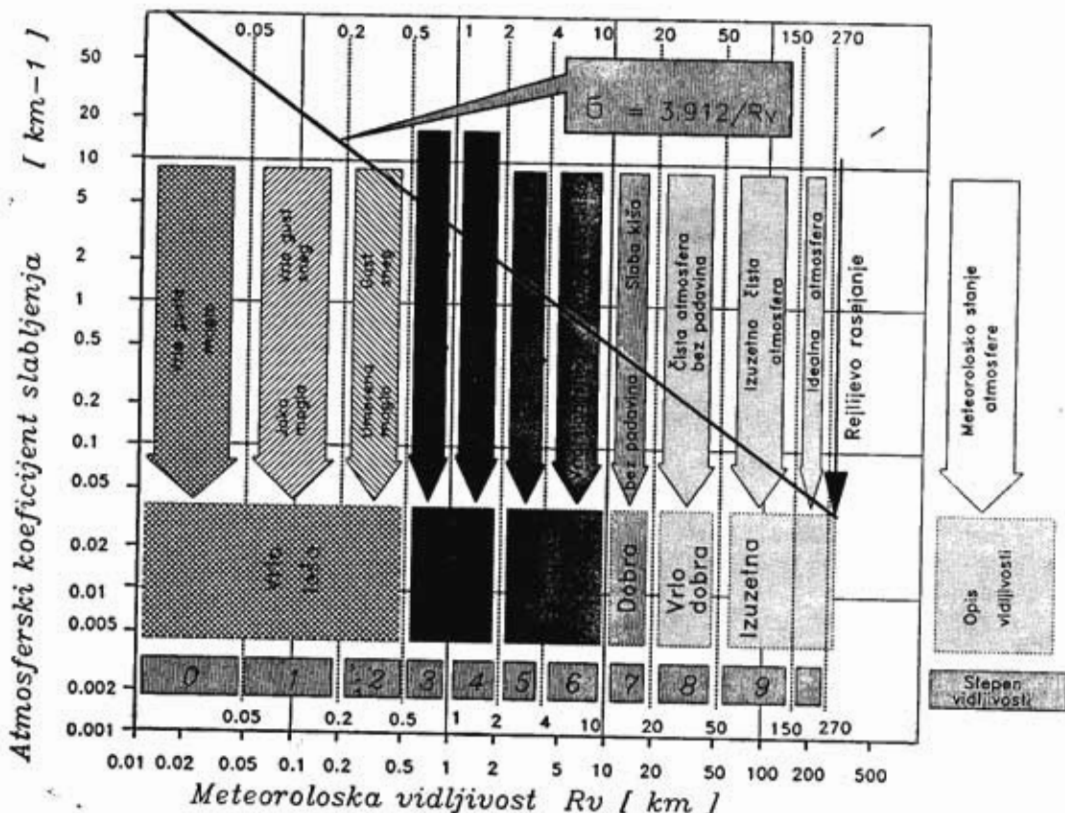 0.05 0.2 0.5 1 2 4 10 20 50 150 270
Atmosferski koeficijent slabljenja [ km-1 ]
50
20
10
5
2
1
0.5
0.2
0.1
0.05
0.02
0.01
0.005
0.002
0.001
σ = 3.912/Rv
Vrlo gusta
magla
Vrlo gust
sneg
Jaka
magla
Gust
sneg
Umerena
magla
Slaba kiša
bez padavina
Čista atmosfera
bez padavina
Izuzetno čista
atmosfera
Idealna atmosfera
Rejlijevo rasejanje
Meteorolosko stanje
atmosfere
Vrlo
loša
Dobra
Vrlo
dobra
Izuzetna
Opis
vidljivosti
0 1 2 3 4 5 6 7 8 9
Stepen
vidljivosti
0.05 0.2 0.5 1 2 4 10 20 50 150 270
0.01 0.02 0.05 0.1 0.2 0.5 1 2 5 10 20 50 100 200 500
Meteoroloska vidljivost Rv [ km ]